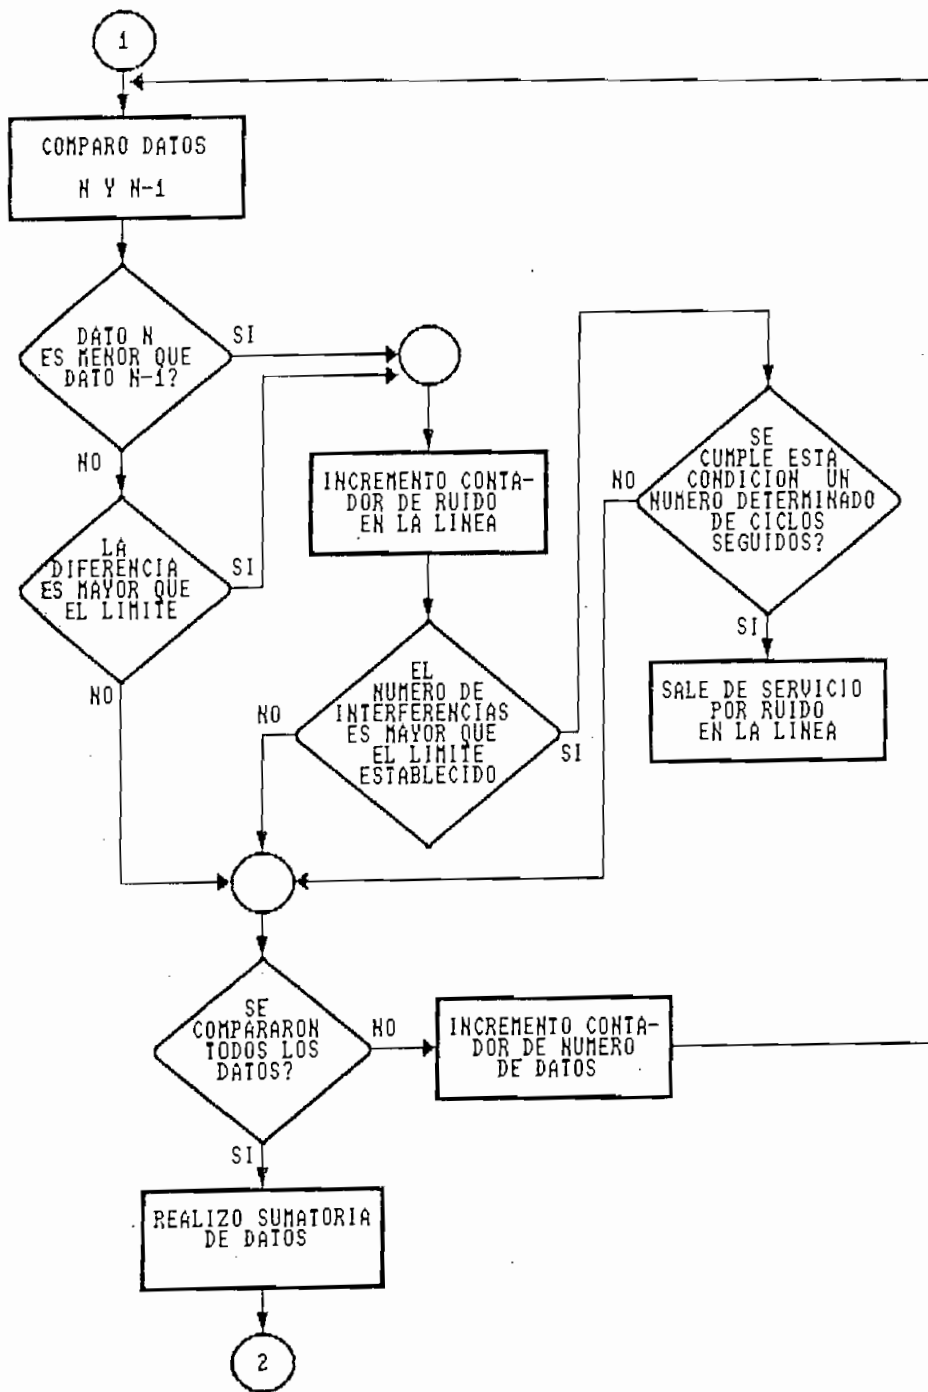 1
COMPARO DATOS
N Y N-1
DATO N
ES MENOR QUE
DATO N-1?
SI
NO
LA
DIFERENCIA
ES MAYOR QUE
EL LIMITE
SI
NO
INCREMENTO CONTA-
DOR DE RUIDO
EN LA LINEA
EL
NUMERO DE
INTERFERENCIAS
ES MAYOR QUE
EL LIMITE
ESTABLECIDO
NO
SI
SE
CUMPLE ESTA
CONDICION UN
NUMERO DETERMINADO
DE CICLOS
SEGUIDOS?
NO
SI
SALE DE SERVICIO
POR RUIDO
EN LA LINEA
SE
COMPARARON
TODOS LOS
DATOS?
NO
INCREMENTO CONTA-
DOR DE NUMERO
DE DATOS
SI
REALIZO SUMATORIA
DE DATOS
2